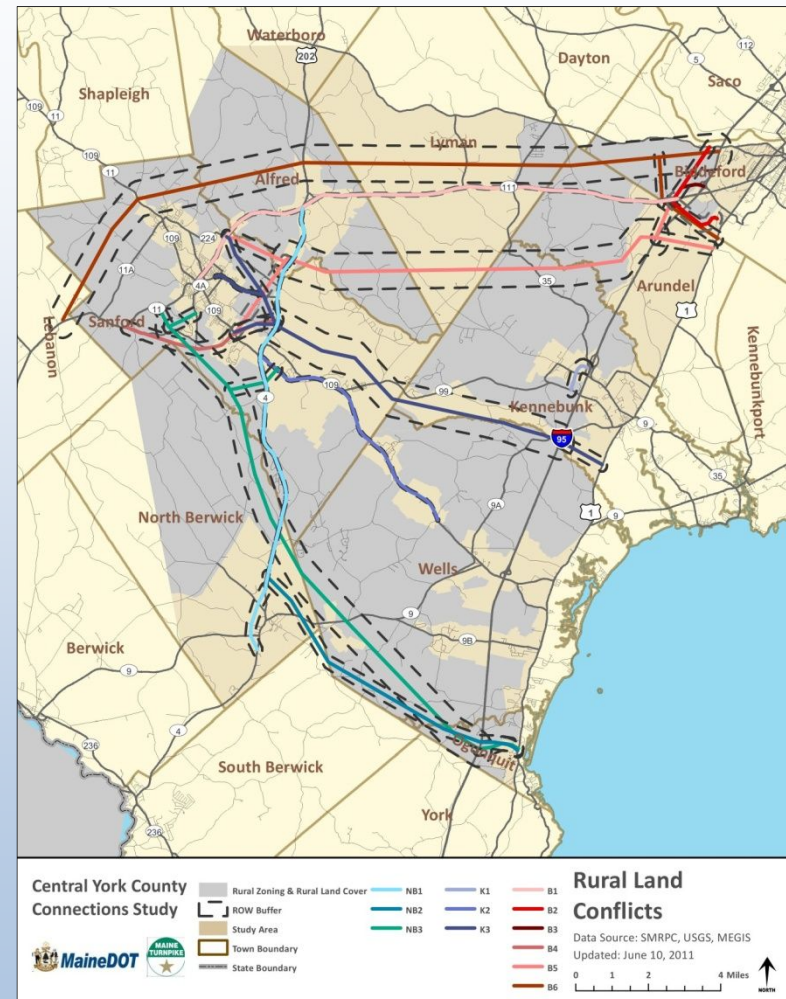 Waterboro
202
Dayton
5
112
Saco
Shapleigh
109
11
109
Lyman
109
11
Alfred
Biddeford
111
109
224
11A
4A
35
Arundel
1
11
109
Sanford
Lebanon
4
109
99
Kennebunk
9
Kennebunkport
95
35
9A
1
9
North Berwick
Wells
9
9B
Berwick
9
4
236
Ogunquit
South Berwick
York
236
Central York County
Connections Study
MaineDOT
MAINE
TURNPIKE
Rural Zoning & Rural Land Cover
ROW Buffer
Study Area
Town Boundary
State Boundary
NB1
NB2
NB3
K1
K2
K3
B1
B2
B3
B4
B5
B6
Rural Land
Conflicts
Data Source: SMRPC, USGS, MEGIS
Updated: June 10, 2011
0 1 2 4 Miles
NORTH